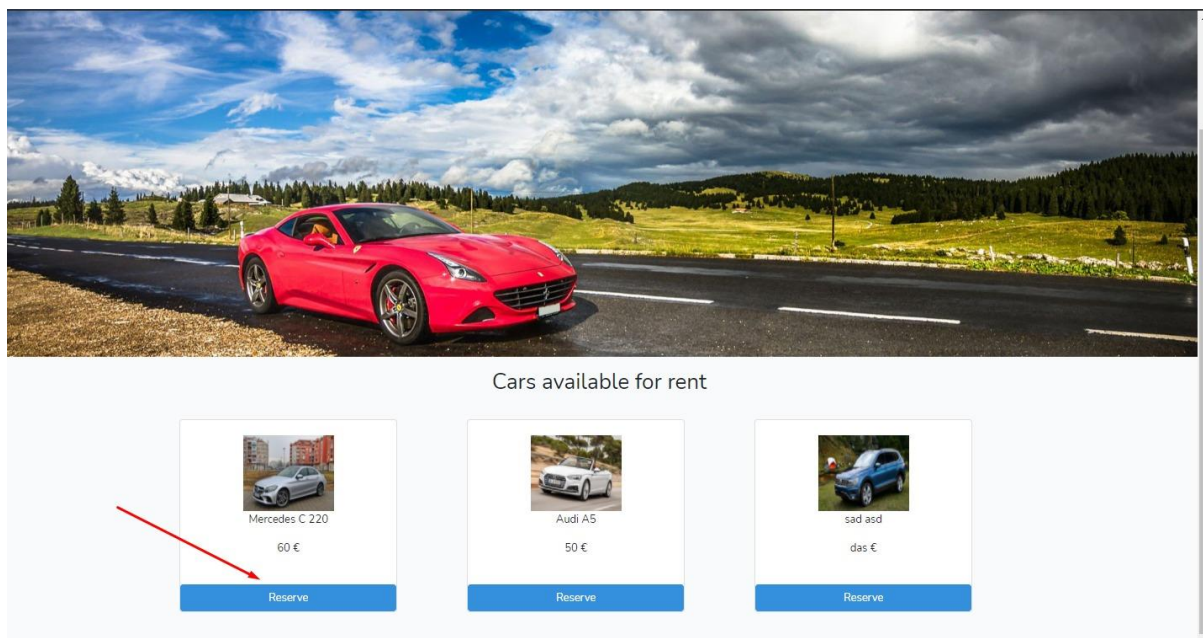 Cars available for rent
Mercedes C 220
60 €
Reserve
Audi A5
50 €
Reserve
sad asd
das €
Reserve